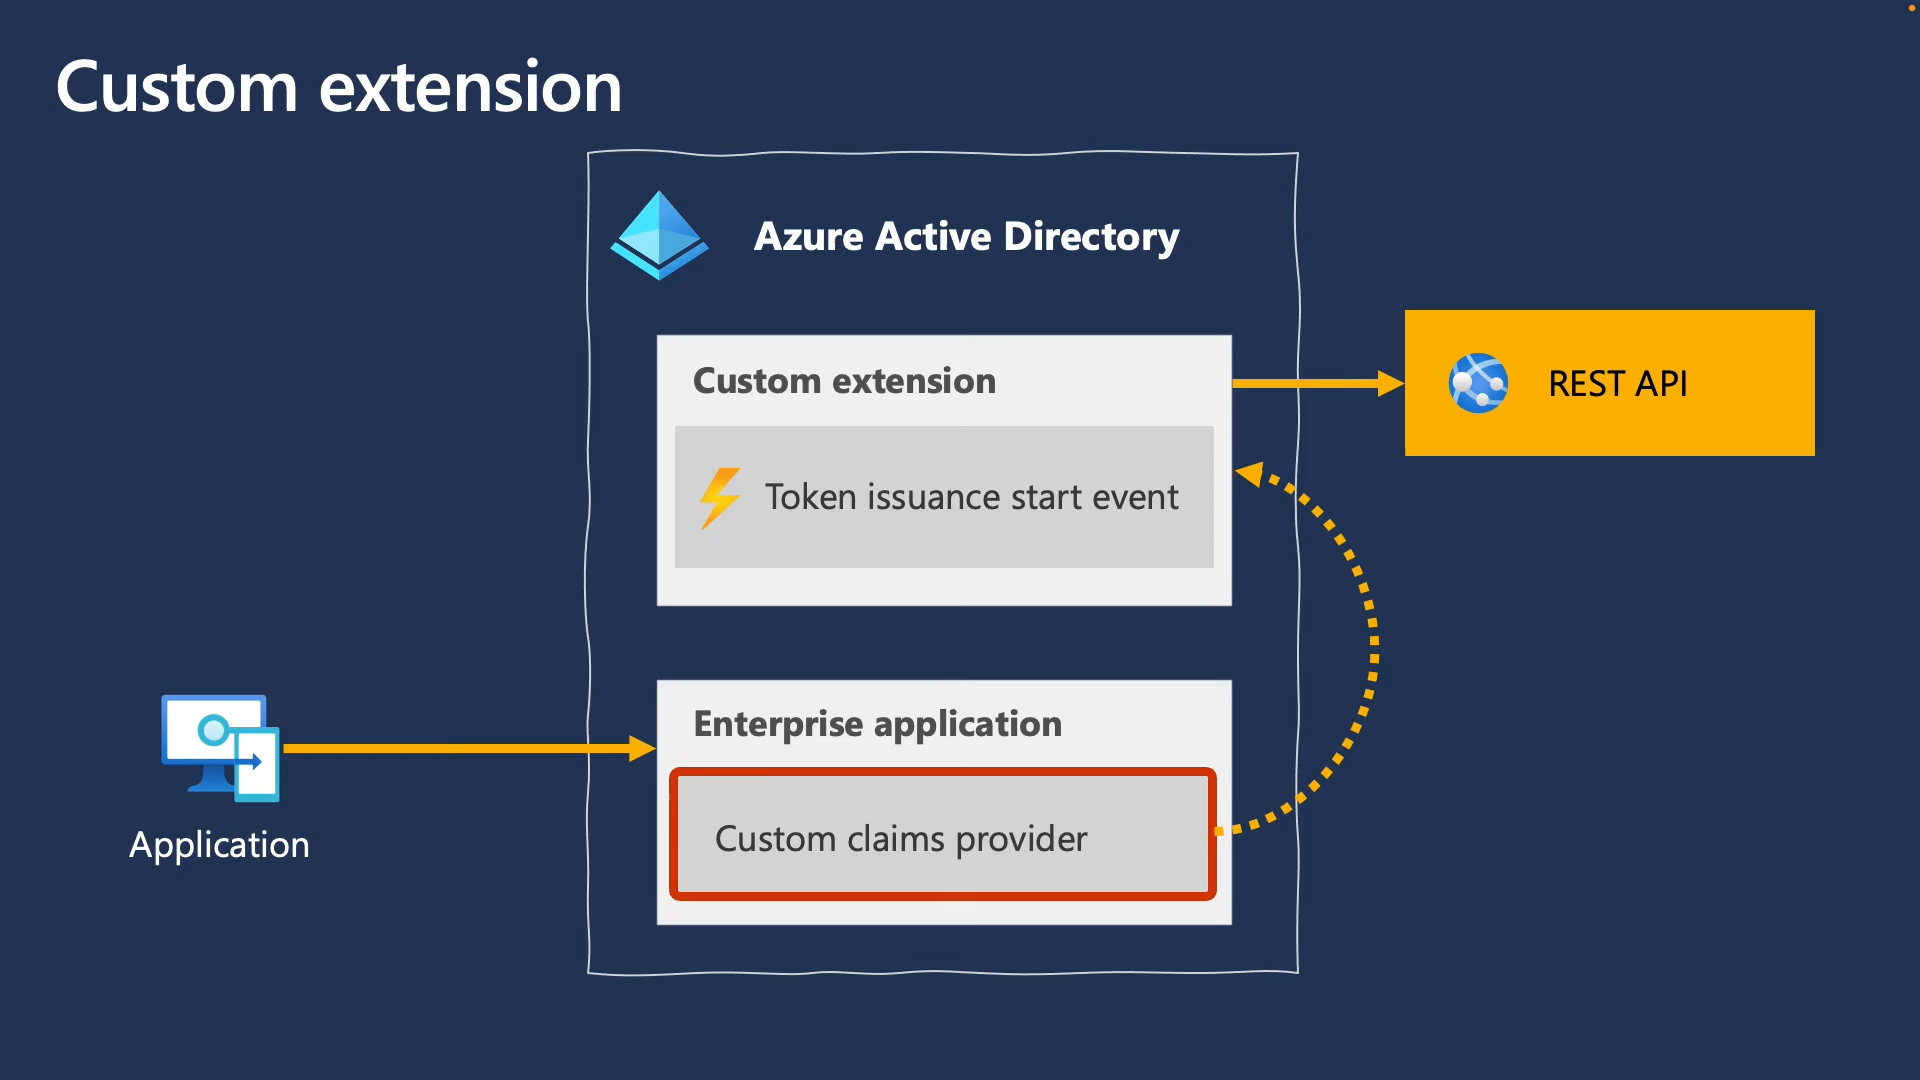 Custom extension
Azure Active Directory
Custom extension
Token issuance start event
REST API
Enterprise application
Custom claims provider
Application